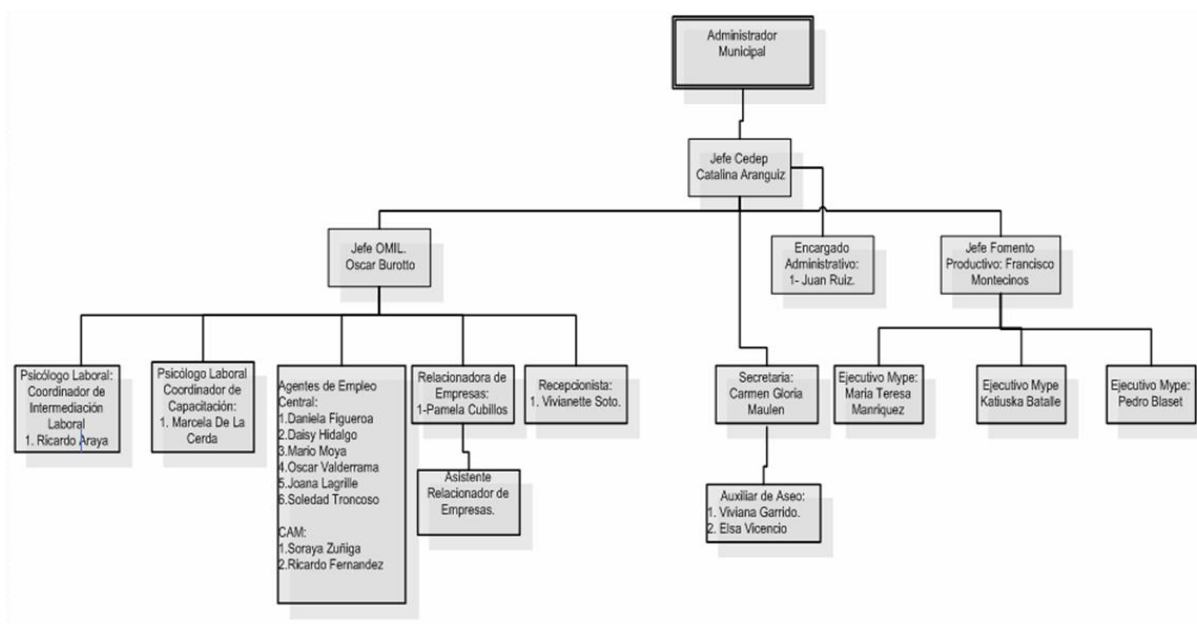 Administrador
Municipal
Jefe Cedep
Catalina Aranguiz
Jefe OMIL.
Oscar Burotto
Encargado
Administrativo:
1- Juan Ruiz.
Jefe Fomento
Productivo: Francisco
Montecinos
Psicólogo Laboral:
Coordinador de
Intermediación
Laboral
1. Ricardo Araya
Psicólogo Laboral
Coordinador de
Capacitación:
1. Marcela De La
Cerda
Agentes de Empleo
Central:
1.Daniela Figueroa
2.Daisy Hidalgo
3.Mario Moya
4.Oscar Valderrama
5.Joana Lagrille
6.Soledad Troncoso
CAM:
1.Soraya Zuñiga
2.Ricardo Fernandez
Relacionadora de
Empresas:
1-Pamela Cubillos
Asistente
Relacionador de
Empresas.
Recepcionista:
1. Vivianette Soto.
Secretaria:
Carmen Gloria
Maulen
Auxiliar de Aseo:
1. Viviana Garrido.
2. Elsa Vicencio
Ejecutivo Mype:
María Teresa
Manriquez
Ejecutivo Mype
Katiuska Batalle
Ejecutivo Mype:
Pedro Blaset